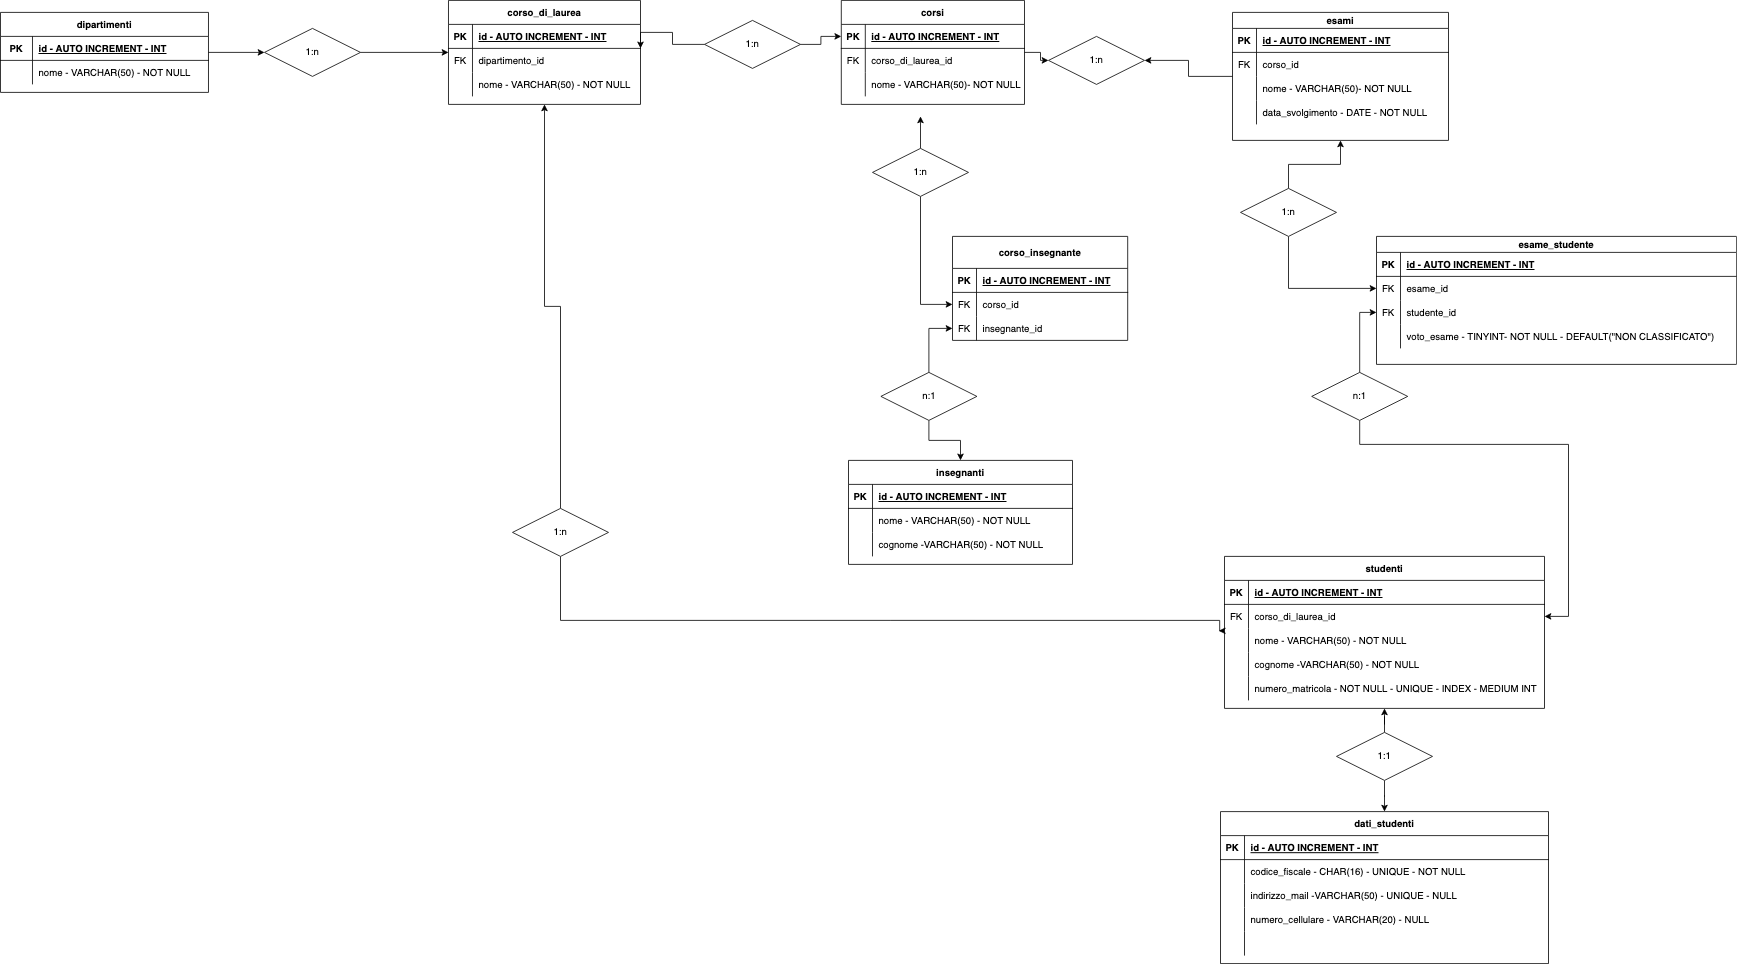 dipartimenti
PK id - AUTO INCREMENT - INT
nome - VARCHAR(50) - NOT NULL
1:n
corso_di_laurea
PK id - AUTO INCREMENT - INT
FK dipartimento_id
nome - VARCHAR(50) - NOT NULL
1:n
corsi
PK id - AUTO INCREMENT - INT
FK corso_di_laurea_id
nome - VARCHAR(50)- NOT NULL
1:n
esami
PK id - AUTO INCREMENT - INT
FK corso_id
nome - VARCHAR(50)- NOT NULL
data_svolgimento - DATE - NOT NULL
1:n
1:n
corso_insegnante
PK id - AUTO INCREMENT - INT
FK corso_id
FK insegnante_id
esame_studente
PK id - AUTO INCREMENT - INT
FK esame_id
FK studente_id
voto_esame - TINYINT- NOT NULL - DEFAULT("NON CLASSIFICATO")
n:1
n:1
insegnanti
PK id - AUTO INCREMENT - INT
nome - VARCHAR(50) - NOT NULL
cognome -VARCHAR(50) - NOT NULL
1:n
studenti
PK id - AUTO INCREMENT - INT
FK corso_di_laurea_id
nome - VARCHAR(50) - NOT NULL
cognome -VARCHAR(50) - NOT NULL
numero_matricola - NOT NULL - UNIQUE - INDEX - MEDIUM INT
1:1
dati_studenti
PK id - AUTO INCREMENT - INT
codice_fiscale - CHAR(16) - UNIQUE - NOT NULL
indirizzo_mail -VARCHAR(50) - UNIQUE - NULL
numero_cellulare - VARCHAR(20) - NULL